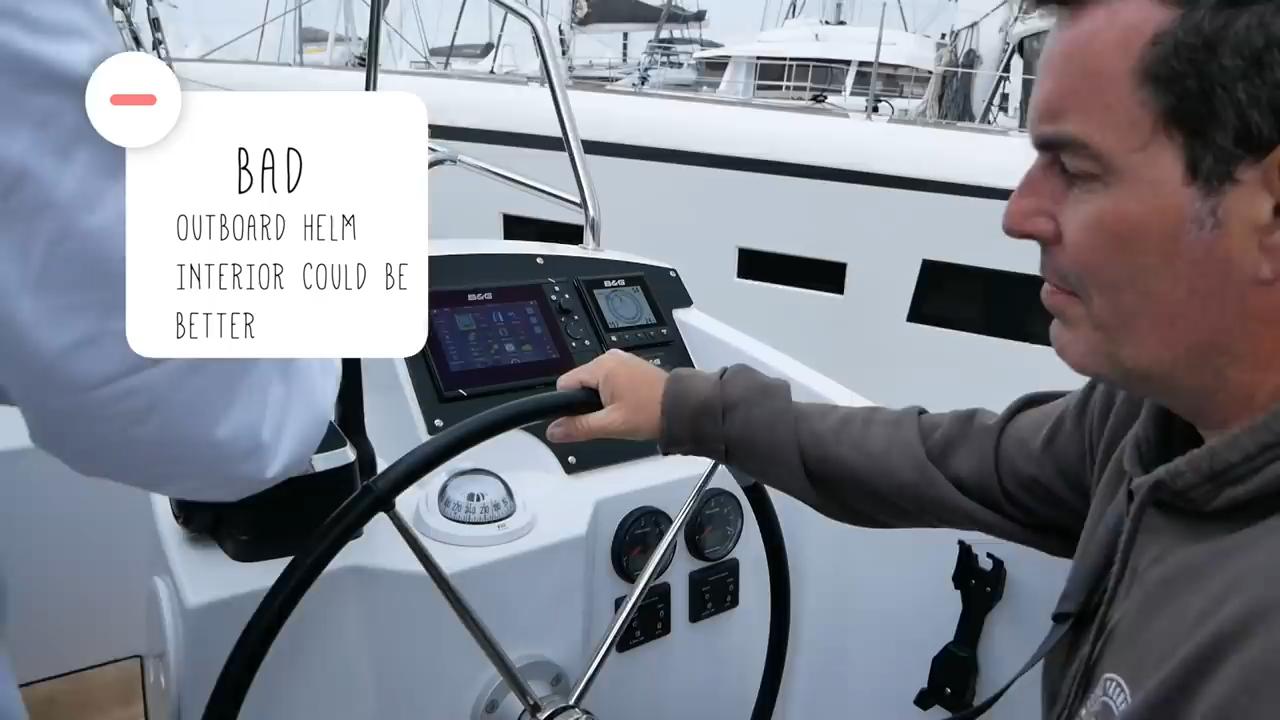 BAD
OUTBOARD HELM
INTERIOR COULD BE
BETTER
B&G
B&G